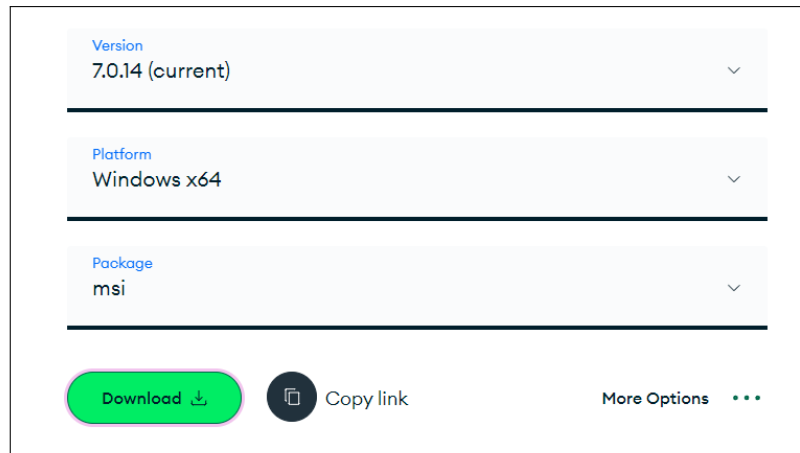 Version
7.0.14 (current)
Platform
Windows x64
Package
msi
Download
Copy link
More Options